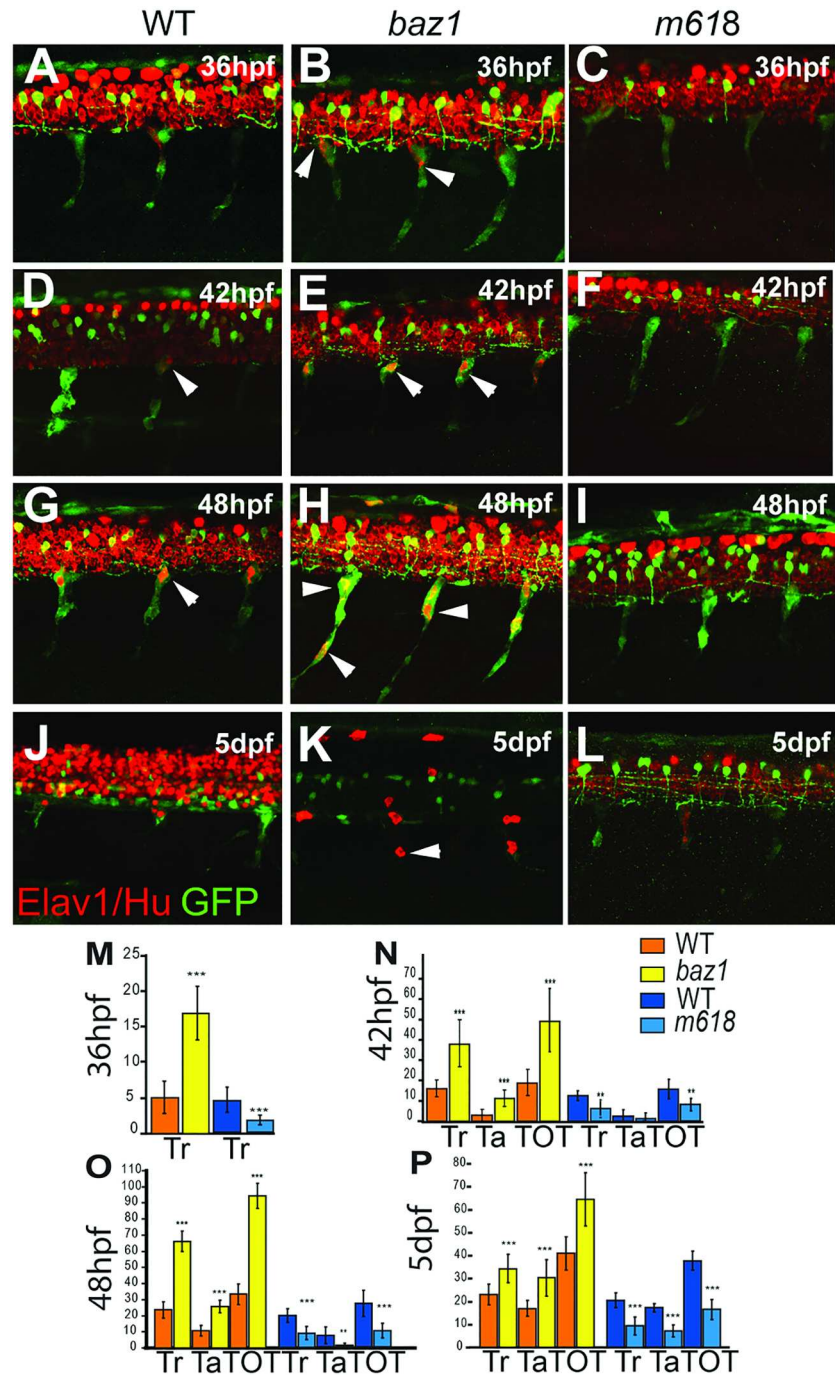 WT baz1 m618
A 36hpf B 36hpf C 36hpf
D 42hpf E 42hpf F 42hpf
G 48hpf H 48hpf I 48hpf
J 5dpf K 5dpf L 5dpf
Elav1/Hu GFP
M N
WT
baz1
WT
m618
36hpf
25
20
15
10
5
0
*** ***
Tr Tr
42hpf
70
60
50
40
30
20
10
0
*** *** *** ** **
Tr Ta TOT Tr Ta TOT
O P
48hpf
110
100
90
80
70
60
50
40
30
20
10
0
*** *** *** *** ** ***
Tr Ta TOT Tr Ta TOT
5dpf
80
70
60
50
40
30
20
10
0
*** *** *** *** *** ***
Tr Ta TOT Tr Ta TOT